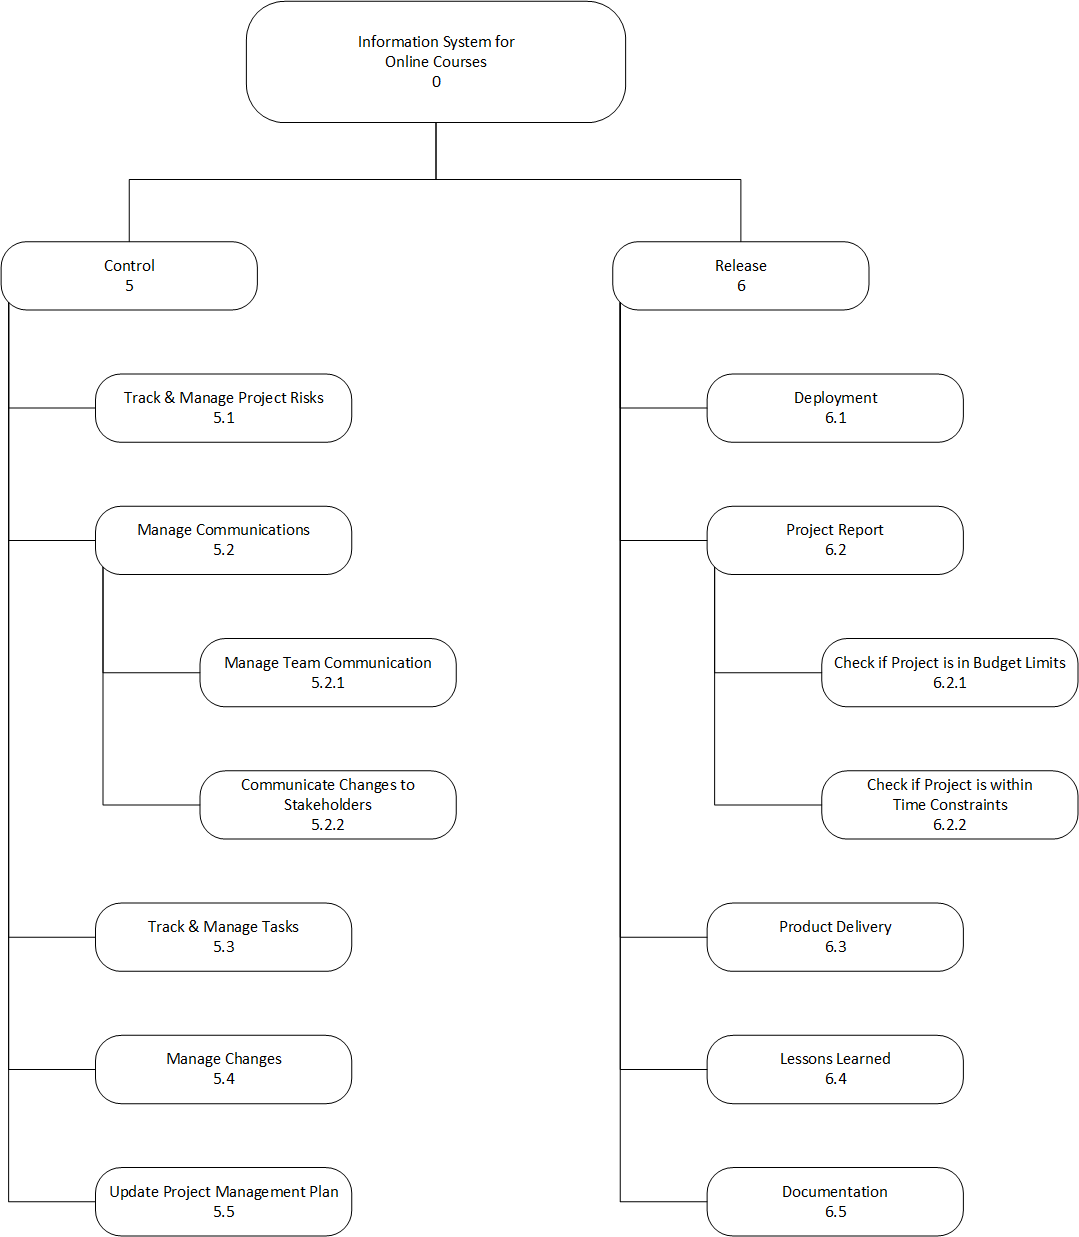 Information System for
Online Courses
0
Control
5
Release
6
Track & Manage Project Risks
5.1
Deployment
6.1
Manage Communications
5.2
Project Report
6.2
Manage Team Communication
5.2.1
Check if Project is in Budget Limits
6.2.1
Communicate Changes to
Stakeholders
5.2.2
Check if Project is within
Time Constraints
6.2.2
Track & Manage Tasks
5.3
Product Delivery
6.3
Manage Changes
5.4
Lessons Learned
6.4
Update Project Management Plan
5.5
Documentation
6.5